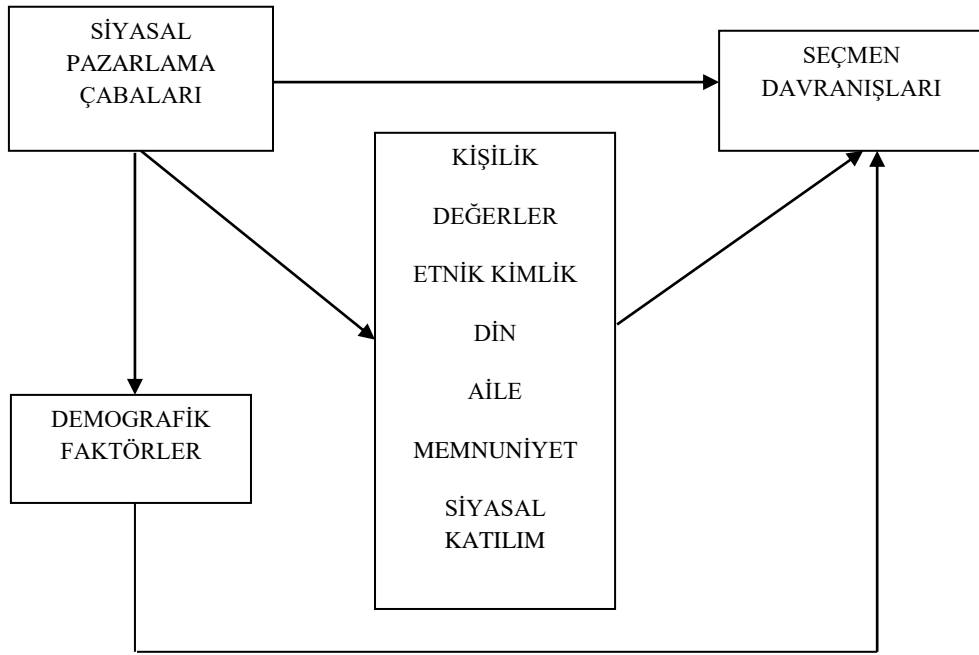 SİYASAL
PAZARLAMA
ÇABALARI
SEÇMEN
DAVRANIŞLARI
KİŞİLİK
DEĞERLER
ETNİK KİMLİK
DİN
AİLE
MEMNUNİYET
SİYASAL
KATILIM
DEMOGRAFİK
FAKTÖRLER